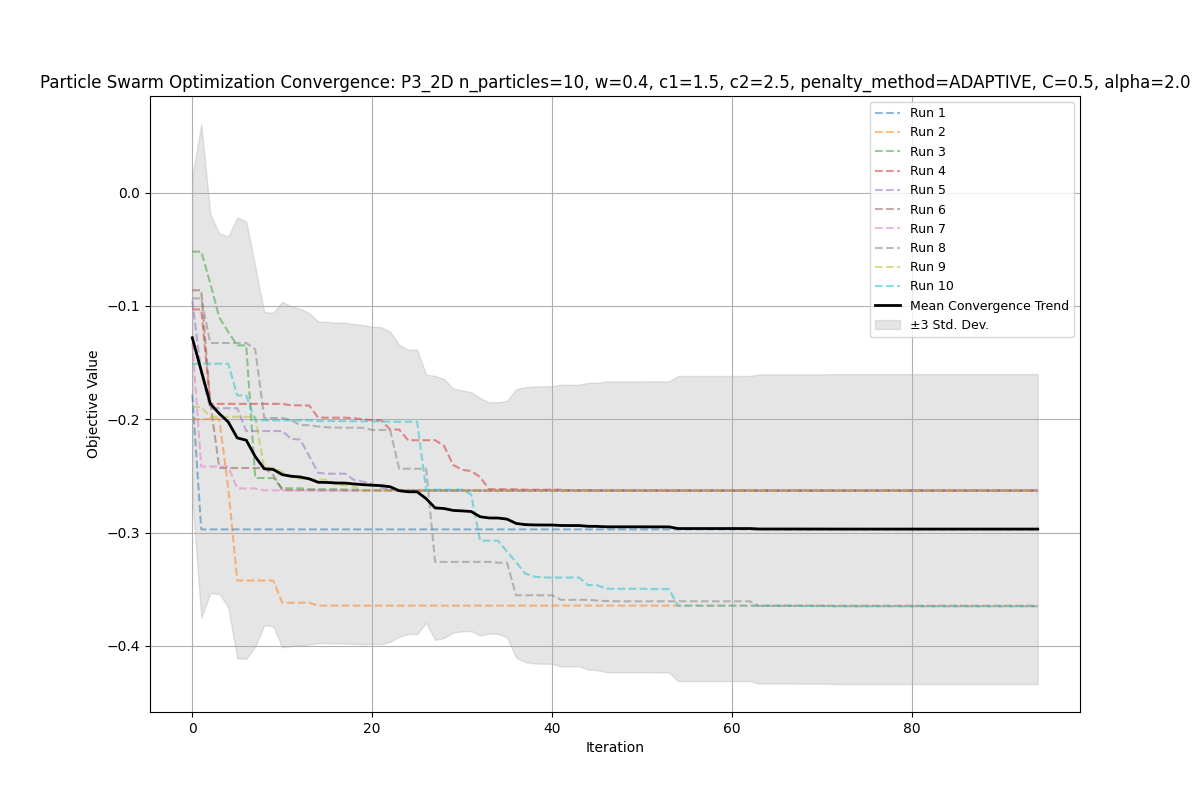 Particle Swarm Optimization Convergence: P3_2D n_particles=10, w=0.4, c1=1.5, c2=2.5, penalty_method=ADAPTIVE, C=0.5, alpha=2.0
Run 1
Run 2
Run 3
Run 4
Run 5
Run 6
Run 7
Run 8
Run 9
Run 10
Mean Convergence Trend
±3 Std. Dev.
Objective Value
0.0
−0.1
−0.2
−0.3
−0.4
0 20 40 60 80
Iteration